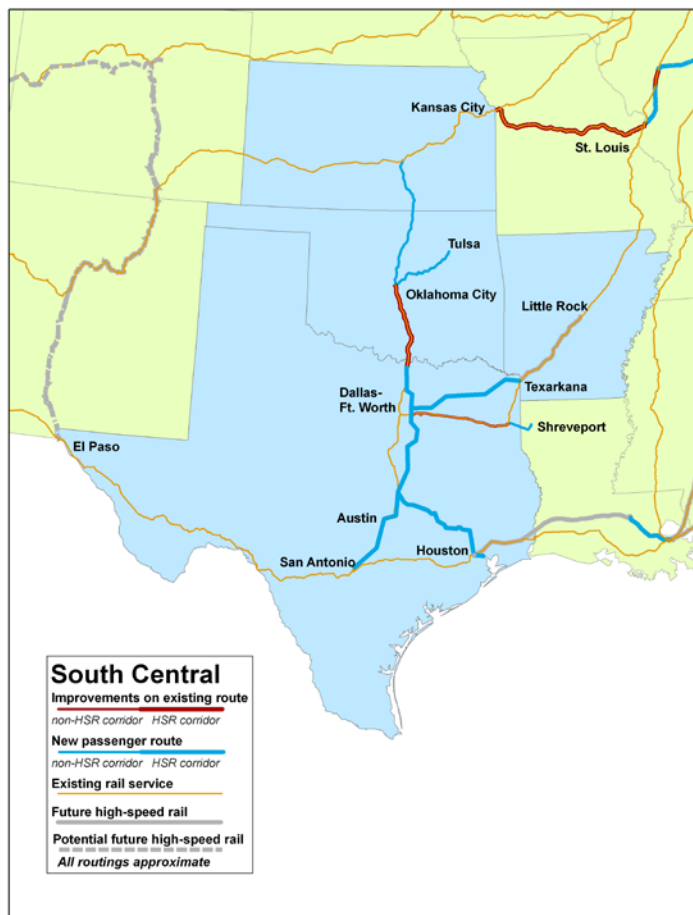 Kansas City
St. Louis
Tulsa
Oklahoma City
Little Rock
Dallas-
Ft. Worth
Texarkana
Shreveport
El Paso
Austin
San Antonio
Houston
South Central
Improvements on existing route
non-HSR corridor HSR corridor
New passenger route
non-HSR corridor HSR corridor
Existing rail service
Future high-speed rail
Potential future high-speed rail
All routings approximate